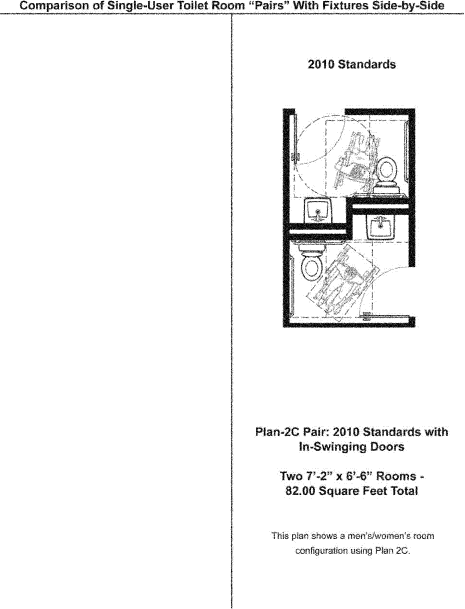 Comparison of Single-User Toilet Room “Pairs” With Fixtures Side-by-Side
2010 Standards
Plan-2C Pair: 2010 Standards with
In-Swinging Doors
Two 7’-2” x 6’-6” Rooms -
82.00 Square Feet Total
This plan shows a men's/women's room
configuration using Plan 2C.